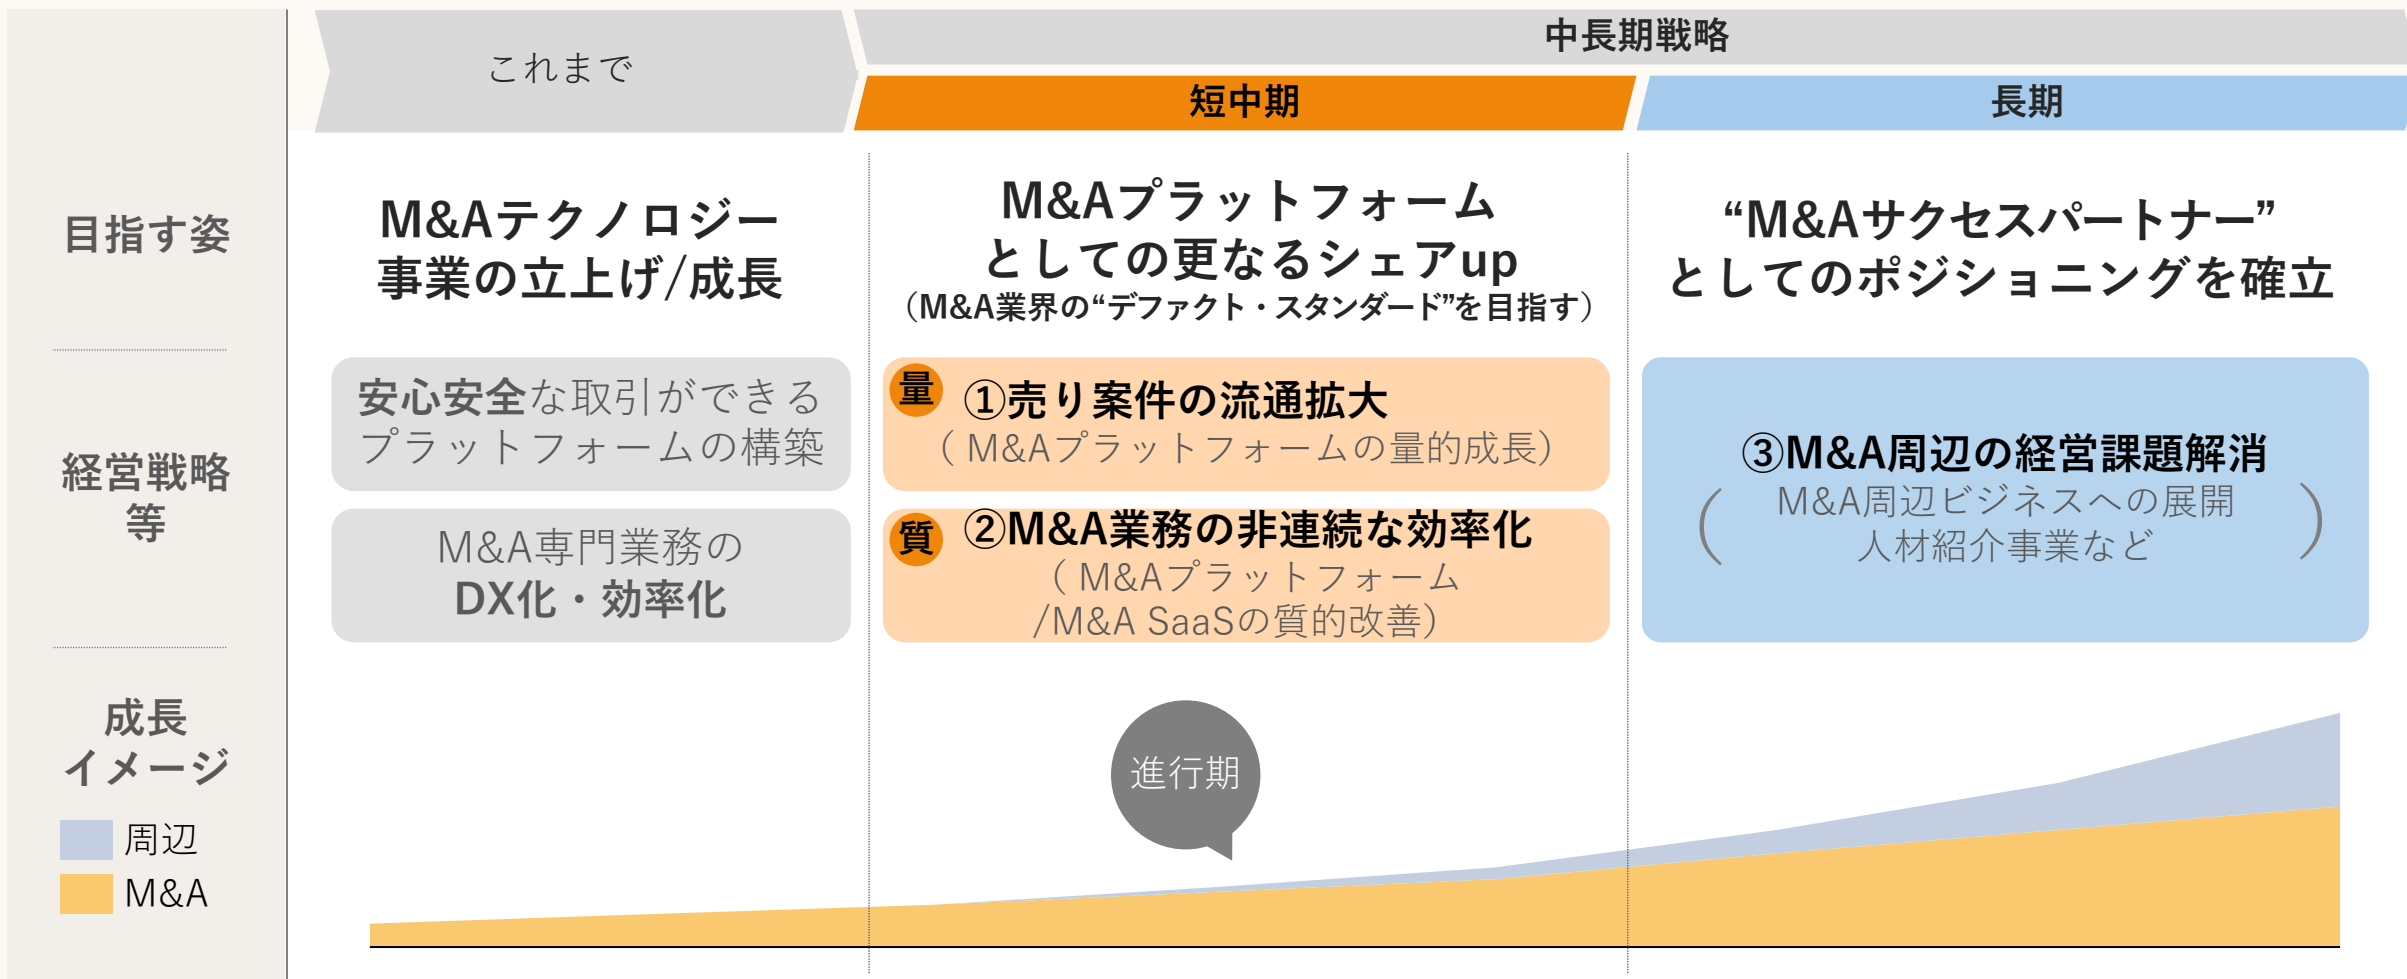 中長期戦略
これまで
短中期
長期
目指す姿
M&Aテクノロジー
事業の立上げ/成長
M&Aプラットフォーム
としての更なるシェアup
（M&A業界の“デファクト・スタンダード”を目指す）
“M&Aサクセスパートナー”
としてのポジショニングを確立
経営戦略
等
安心安全な取引ができる
プラットフォームの構築
M&A専門業務の
DX化・効率化
量
①売り案件の流通拡大
（ M&Aプラットフォームの量的成長）
質
②M&A業務の非連続な効率化
（ M&Aプラットフォーム
/M&A SaaSの質的改善）
③M&A周辺の経営課題解消
（M&A周辺ビジネスへの展開
人材紹介事業など）
成長
イメージ
周辺
M&A
進行期